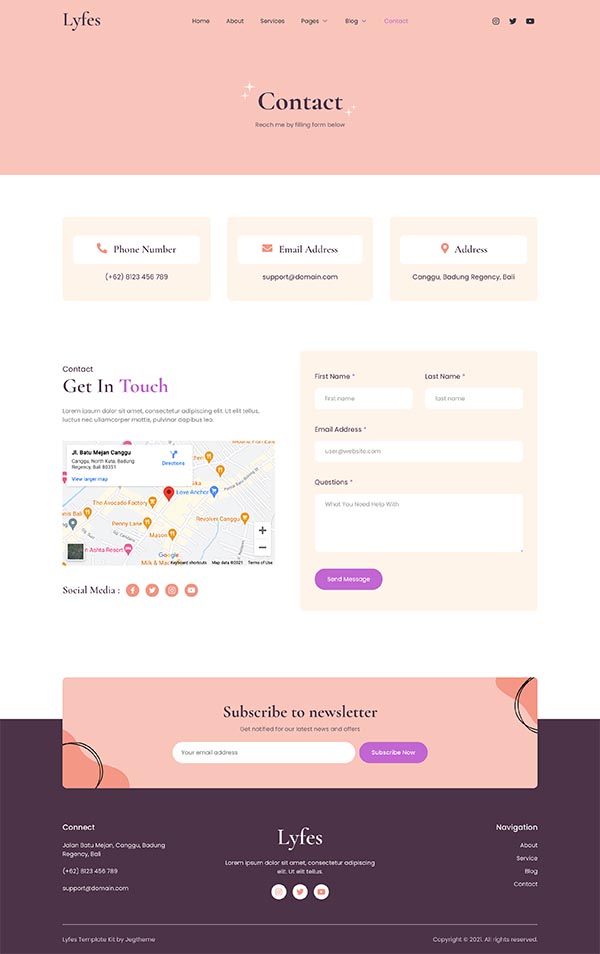 Lyfes
Home About Services Pages Blog Contact
Contact
Reach me by filling form below
Phone Number
(+62) 8123 456 789
Email Address
support@domain.com
Address
Canggu, Badung Regency, Bali
Contact
Get In Touch
Lorem ipsum dolor sit amet, consectetur adipiscing elit. Ut elit tellus,
luctus nec ullamcorper mattis, pulvinar dapibus leo.
Jl. Batu Mejan Canggu
Canggu, North Kuta, Badung
Regency, Bali 80351
Directions
View larger map
Love Anchor
The Avocado Factory
Penny Lane
Revolver Canggu
Mason
Ashta Resort
Milk & Ma
Google
Keyboard shortcuts Map data ©2021 Terms of Use
Social Media :
First Name *
first name
Last Name *
last name
Email Address *
user@website.com
Questions *
What You Need Help With
Send Message
Subscribe to newsletter
Get notified for our latest news and offers
Your email address
Subscribe Now
Connect
Jalan Batu Mejan, Canggu, Badung
Regency, Bali
(+62) 8123 456 789
support@domain.com
Lyfes
Lorem ipsum dolor sit amet, consectetur adipiscing
elit. Ut elit tellus.
Navigation
About
Service
Blog
Contact
Lyfes Template Kit by Jegtheme
Copyright © 2021. All rights reserved.